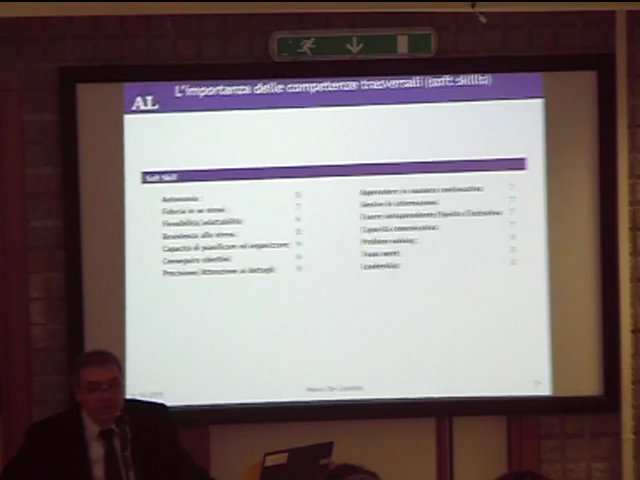 L'importanza delle competenze trasversali (soft skills)
AL
Soft Skill
Autonomia:
Fiducia in se stessi:
Flessibilità/adattabilità:
Resistenza allo stress:
Capacità di pianificare ed organizzare:
Conseguire obiettivi:
Precisione/Attenzione ai dettagli:
Apprendere in maniera continuativa:
Gestire le informazioni:
Essere intraprendente/Spirito d'iniziativa:
Capacità comunicativa:
Problem solving:
Team work:
Leadership: